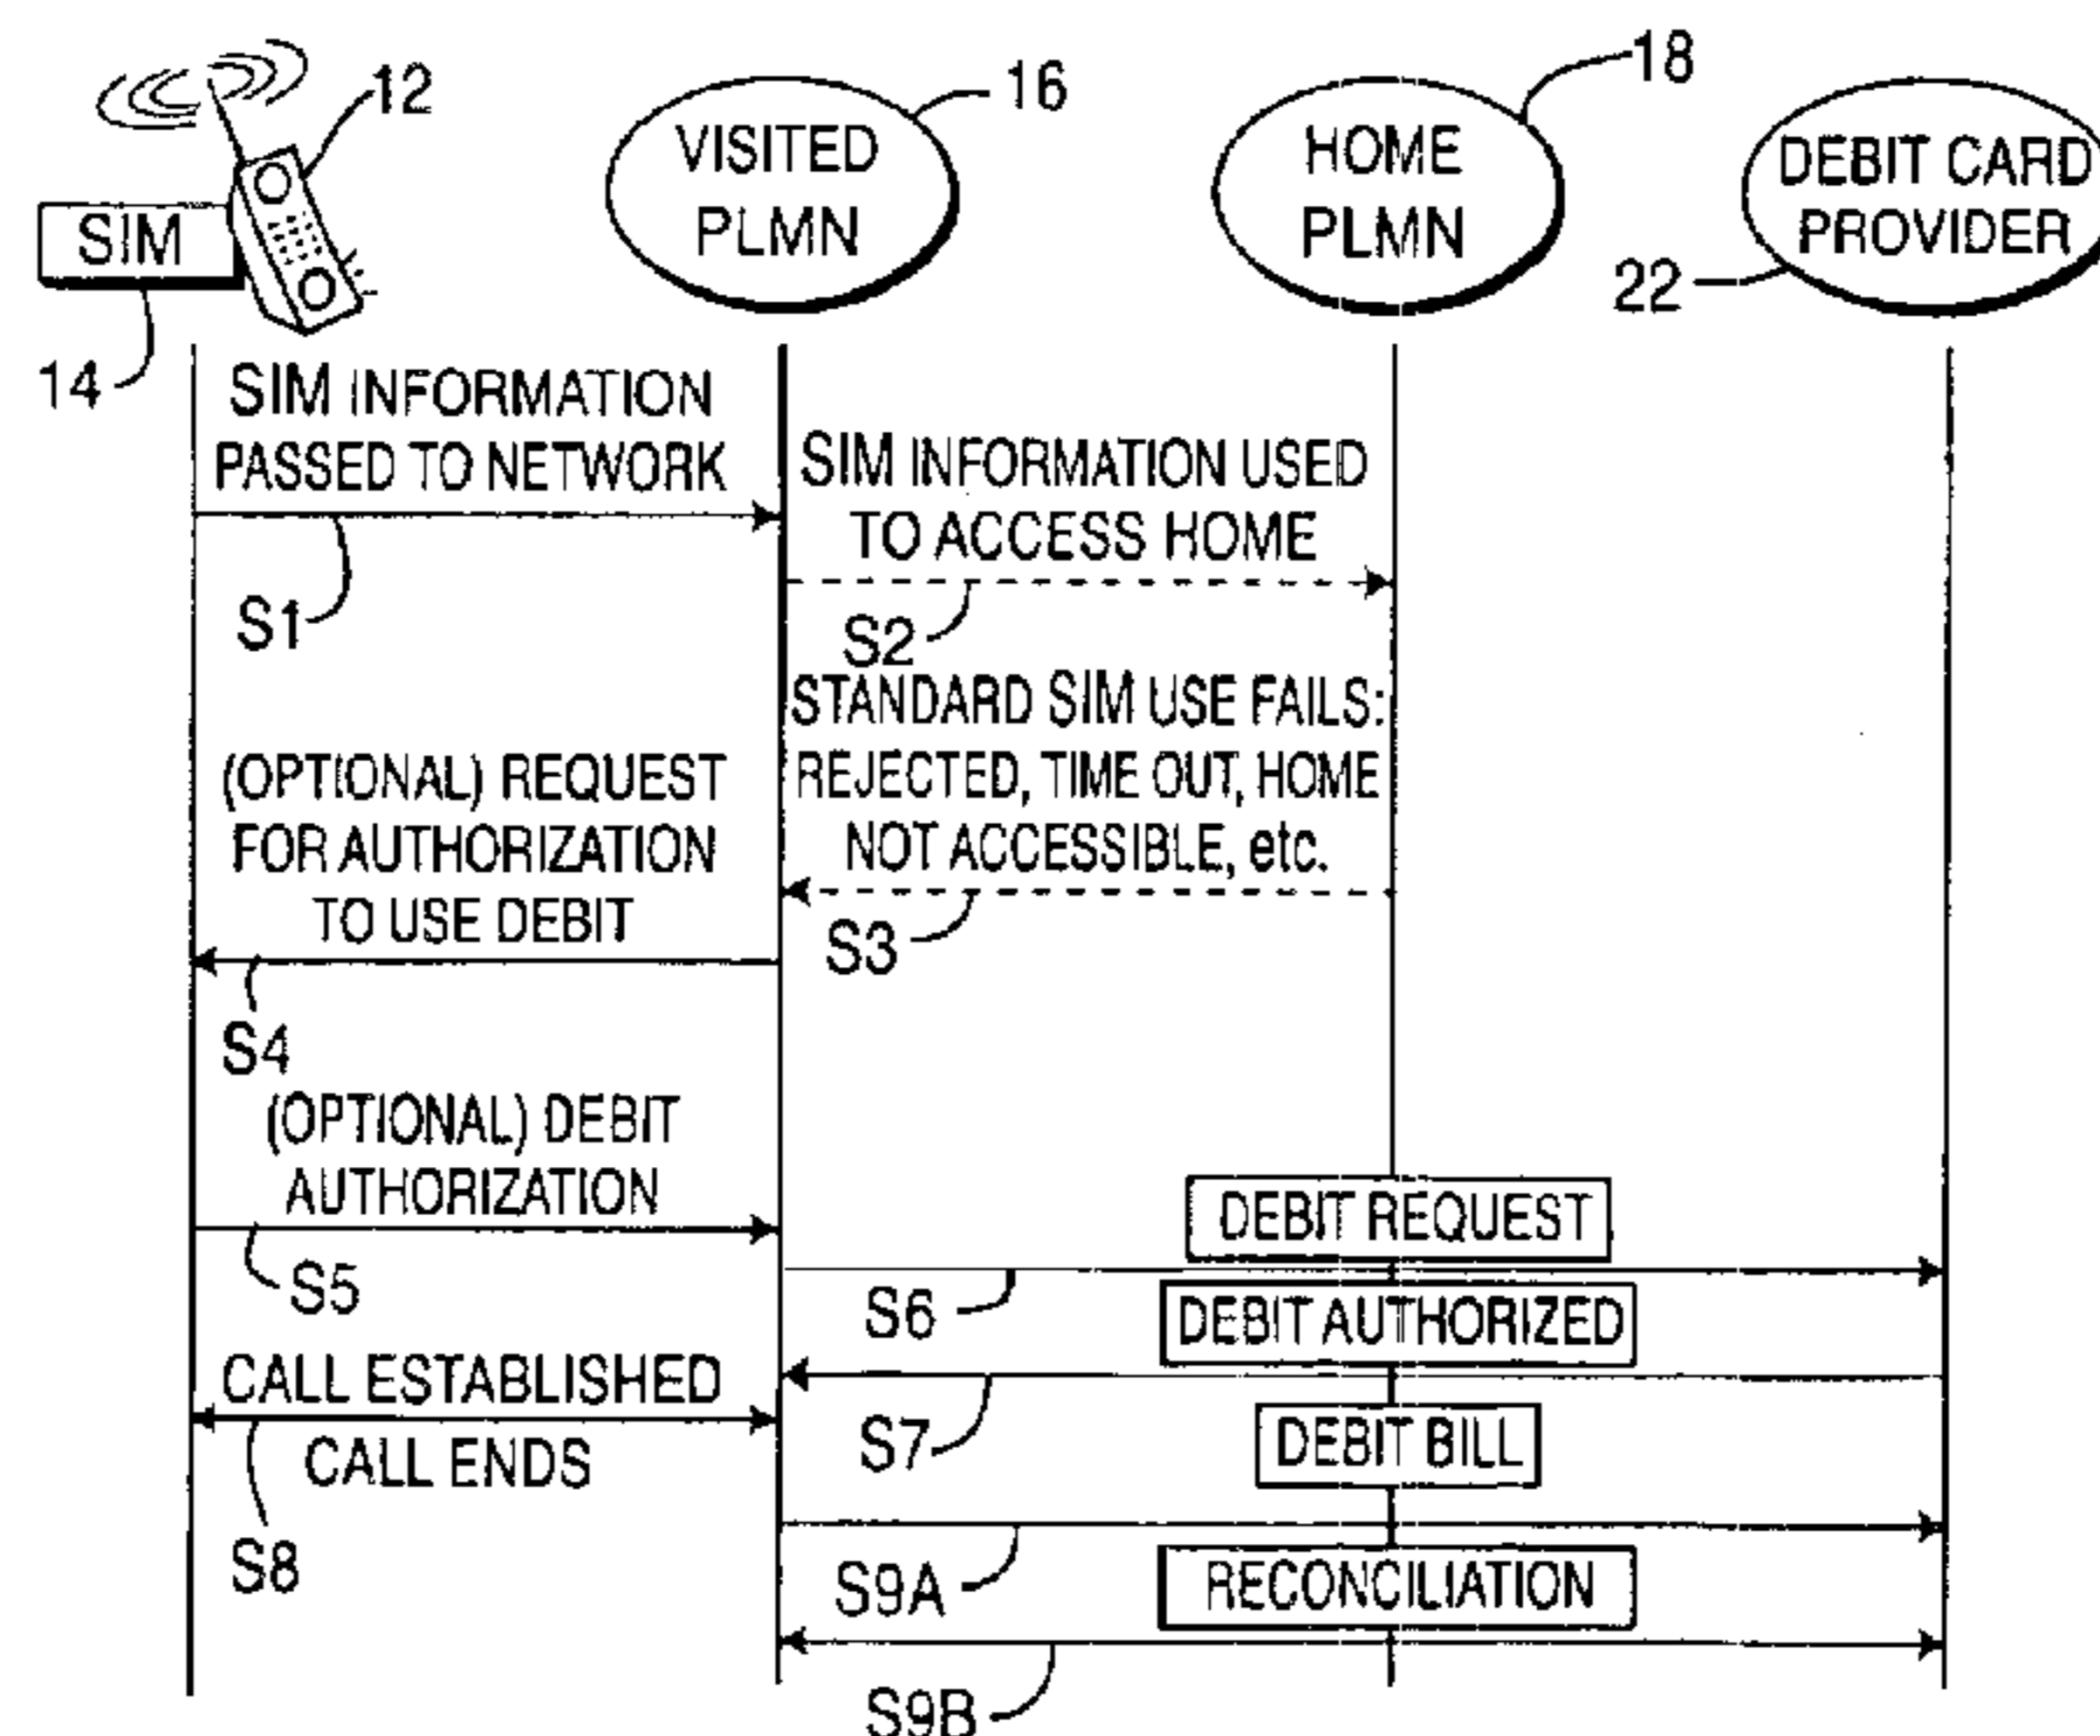 12
16
18
VISITED
PLMN
HOME
PLMN
DEBIT CARD
PROVIDER
SIM
22
14
SIM INFORMATION
PASSED TO NETWORK
SIM INFORMATION USED
TO ACCESS HOME
S1
S2
STANDARD SIM USE FAILS:
REJECTED, TIME OUT, HOME
NOT ACCESSIBLE, etc.
(OPTIONAL) REQUEST
FOR AUTHORIZATION
TO USE DEBIT
S3
S4
(OPTIONAL) DEBIT
AUTHORIZATION
DEBIT REQUEST
S5
S6
DEBIT AUTHORIZED
CALL ESTABLISHED
CALL ENDS
S7
DEBIT BILL
S8
S9A
RECONCILIATION
S9B